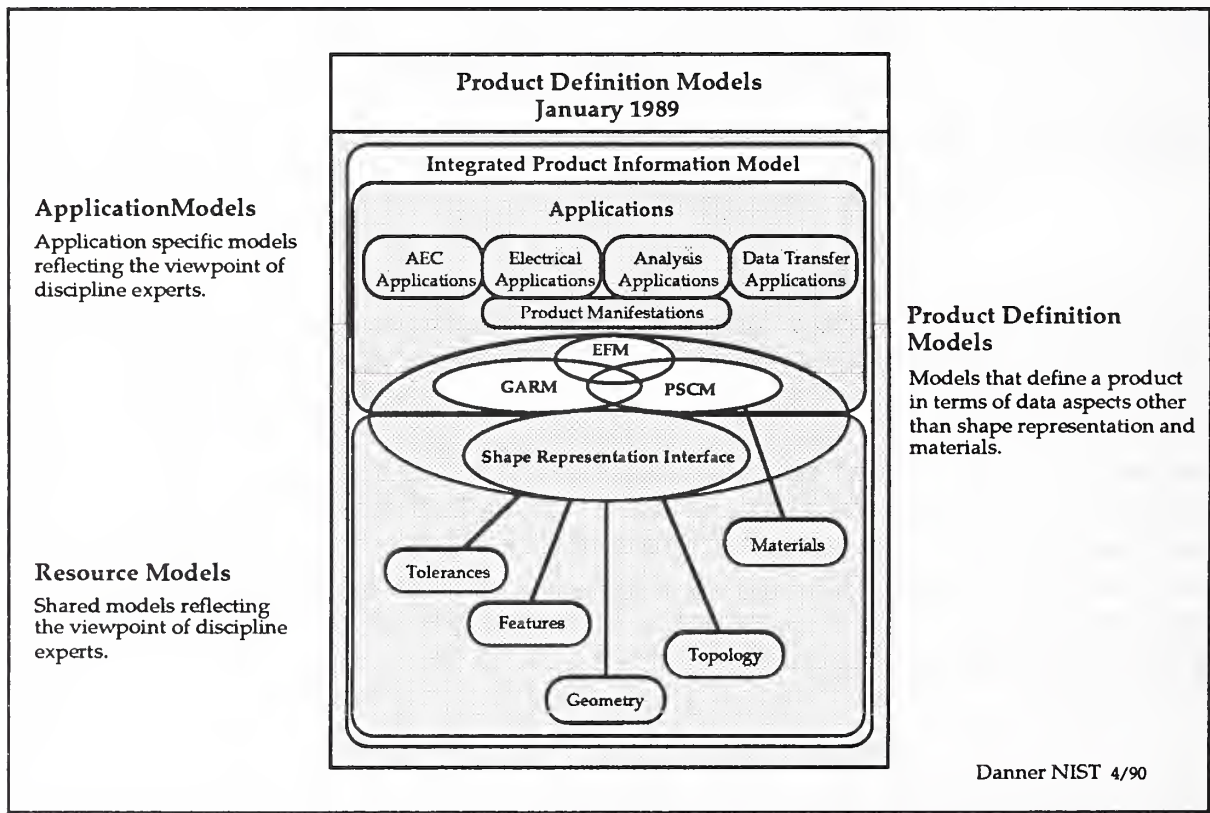 Product Definition Models
January 1989
Integrated Product Information Model
Applications
AEC
Applications
Electrical
Applications
Analysis
Applications
Data Transfer
Applications
Product Manifestations
EFM
GARM
PSCM
Shape Representation Interface
Tolerances
Features
Geometry
Topology
Materials
ApplicationModels
Application specific models
reflecting the viewpoint of
discipline experts.
Resource Models
Shared models reflecting
the viewpoint of discipline
experts.
Product Definition
Models
Models that define a product
in terms of data aspects other
than shape representation and
materials.
Danner NIST 4/90